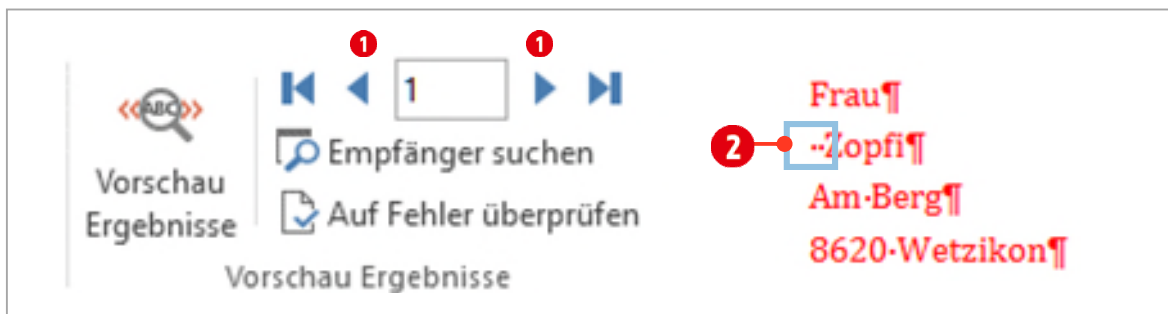 1 1
1
<<ABC>>
Vorschau
Ergebnisse
Empfänger suchen
Auf Fehler überprüfen
Vorschau Ergebnisse
2
Frau¶
··Zopfi¶
Am·Berg¶
8620·Wetzikon¶